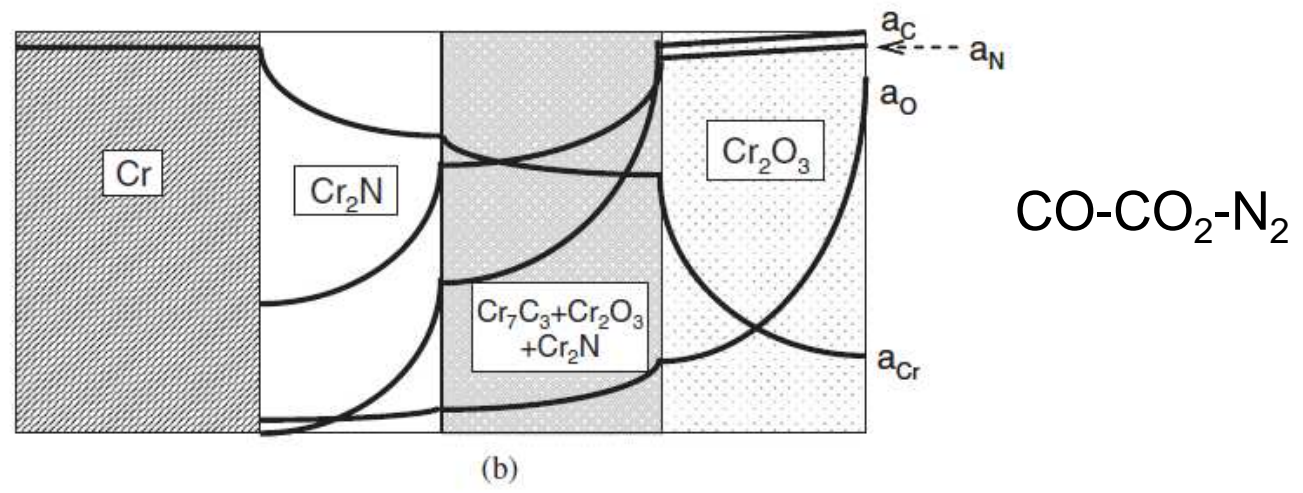 Cr
Cr₂N
Cr₇C₃+Cr₂O₃
+Cr₂N
Cr₂O₃
a_C
a_N
a_O
a_Cr
CO-CO₂-N₂
(b)